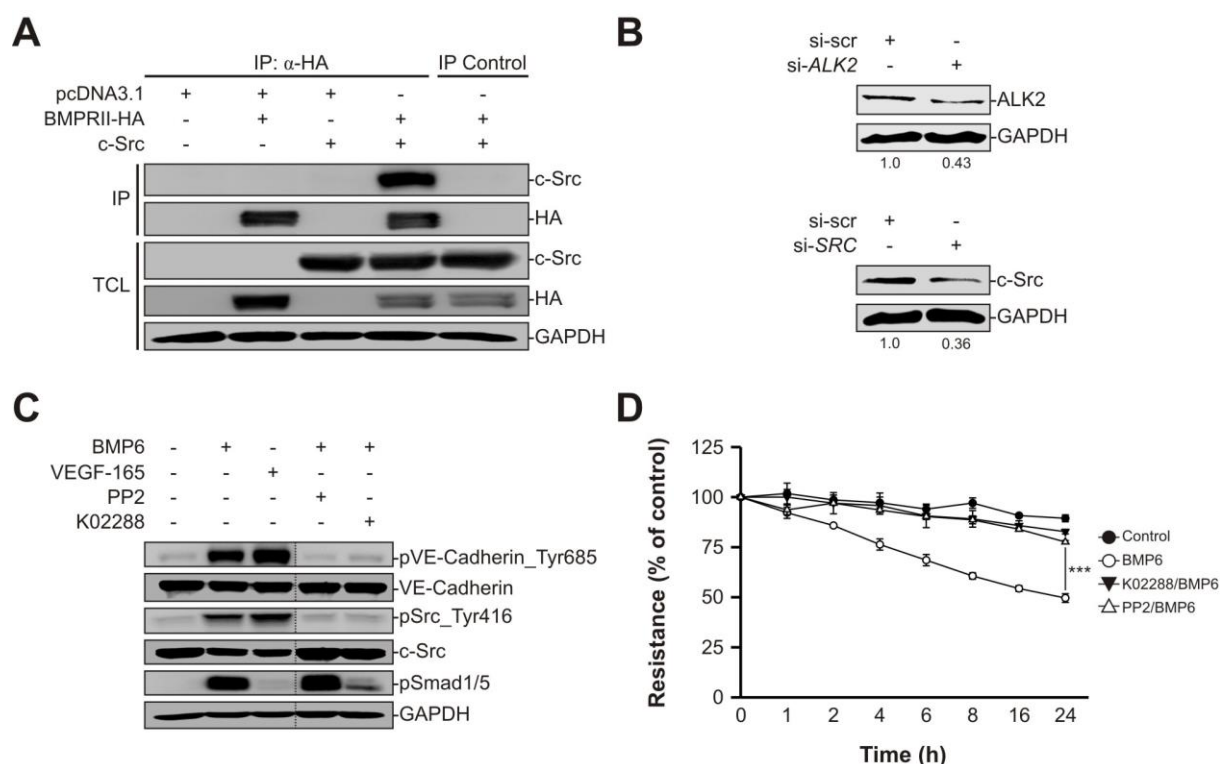 A
IP: α-HA IP Control
pcDNA3.1 + + + - -
BMPRII-HA - + - + +
c-Src - - + + +
IP
c-Src
HA
TCL
c-Src
HA
GAPDH
B
si-scr + -
si-ALK2 - +
ALK2
GAPDH
1.0 0.43
si-scr + -
si-SRC - +
c-Src
GAPDH
1.0 0.36
C
BMP6 - + - + +
VEGF-165 - - + - -
PP2 - - - + -
K02288 - - - - +
pVE-Cadherin_Tyr685
VE-Cadherin
pSrc_Tyr416
c-Src
pSmad1/5
GAPDH
D
Resistance (% of control)
125
100
75
50
25
0
0 1 2 4 6 8 16 24
Time (h)
Control
BMP6
K02288/BMP6
PP2/BMP6
***